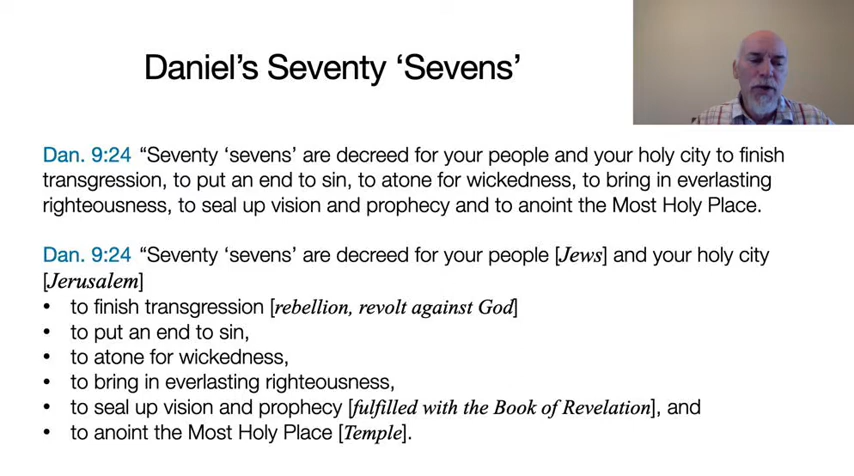 Daniel’s Seventy ‘Sevens’
Dan. 9:24 “Seventy ‘sevens’ are decreed for your people and your holy city to finish
transgression, to put an end to sin, to atone for wickedness, to bring in everlasting
righteousness, to seal up vision and prophecy and to anoint the Most Holy Place.
Dan. 9:24 “Seventy ‘sevens’ are decreed for your people [Jews] and your holy city
[Jerusalem]
• to finish transgression [rebellion, revolt against God]
• to put an end to sin,
• to atone for wickedness,
• to bring in everlasting righteousness,
• to seal up vision and prophecy [fulfilled with the Book of Revelation], and
• to anoint the Most Holy Place [Temple].